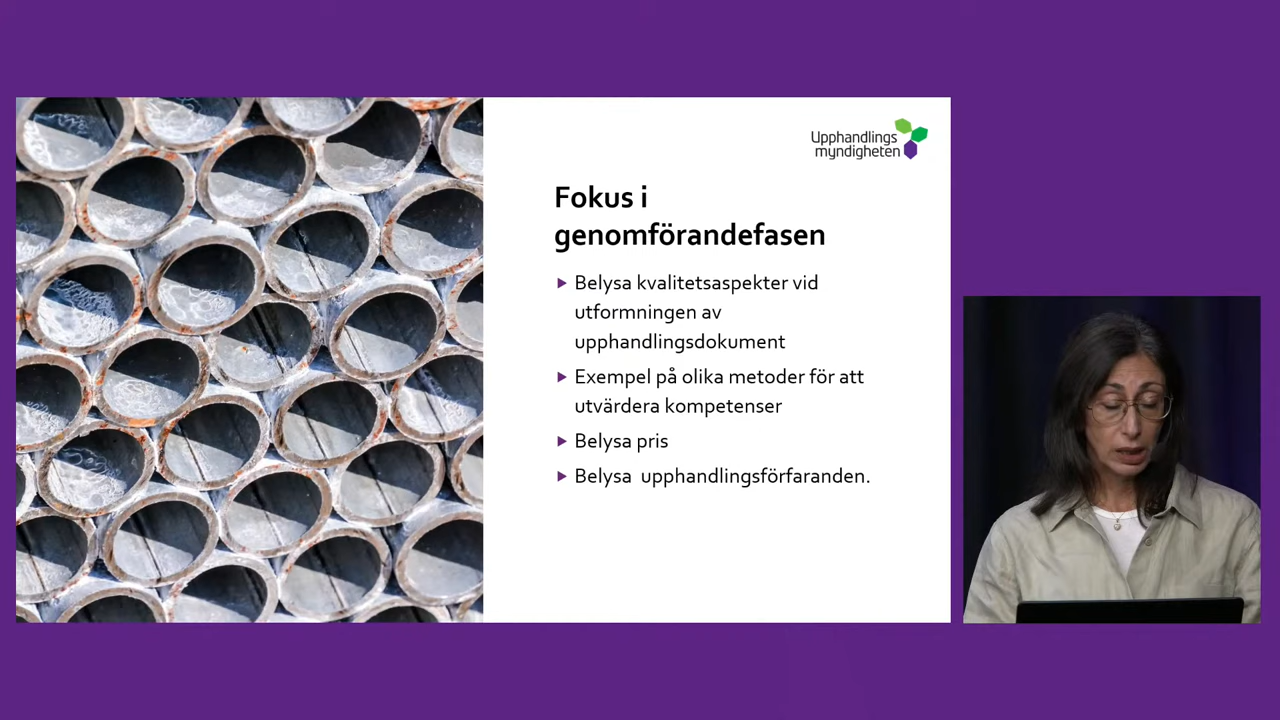 Upphandlings
myndigheten
Fokus i
genomförandefasen
Belysa kvalitetsaspekter vid
utformningen av
upphandlingsdokument
Exempel på olika metoder för att
utvärdera kompetenser
Belysa pris
Belysa  upphandlingsförfaranden.